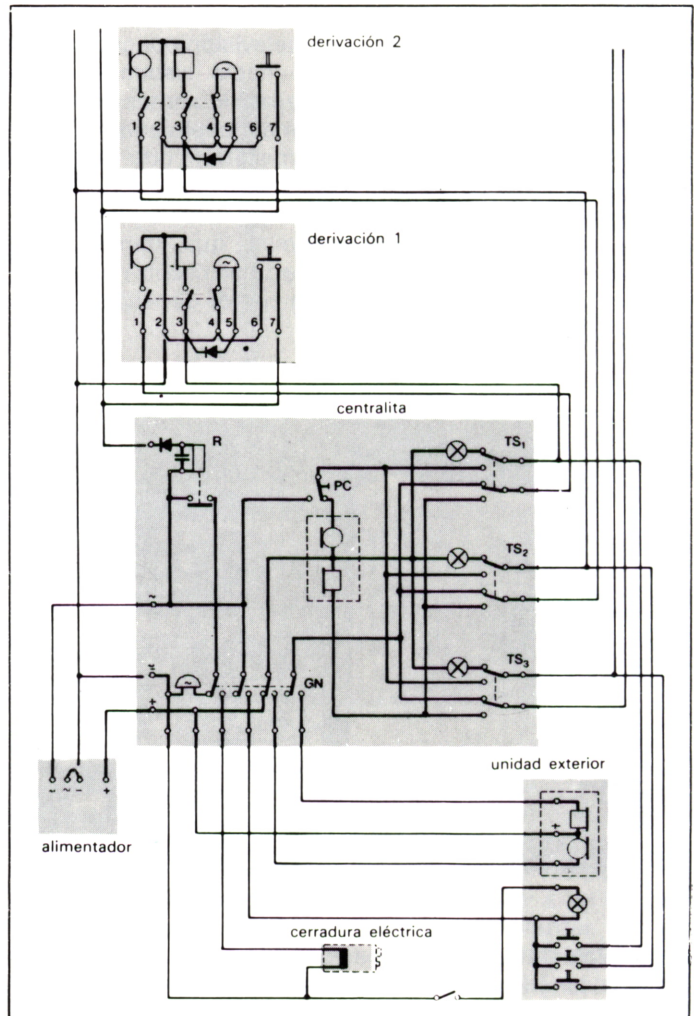 derivación 2
1 2 3 4 5 6 7
derivación 1
1 2 3 4 5 6 7
centralita
R
TS1
PC
TS2
~
TS3
GN
+
unidad exterior
~ ~ – +
+
alimentador
cerradura eléctrica